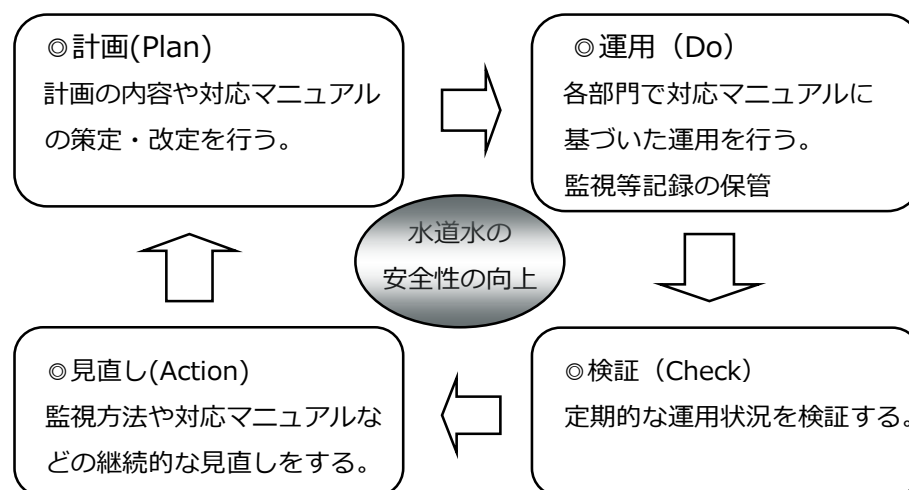 ◎計画(Plan)
計画の内容や対応マニュアル
の策定・改定を行う。
◎運用（Do）
各部門で対応マニュアルに
基づいた運用を行う。
監視等記録の保管
水道水の
安全性の向上
◎見直し(Action)
監視方法や対応マニュアルな
どの継続的な見直しをする。
◎検証（Check）
定期的な運用状況を検証する。